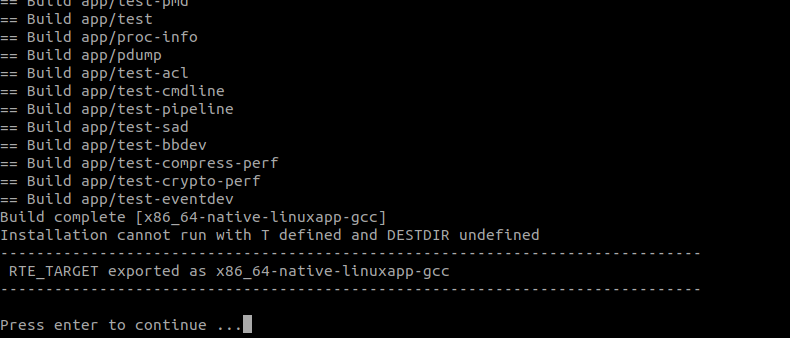 == Build app/test-pmd
== Build app/test
== Build app/proc-info
== Build app/pdump
== Build app/test-acl
== Build app/test-cmdline
== Build app/test-pipeline
== Build app/test-sad
== Build app/test-bbdev
== Build app/test-compress-perf
== Build app/test-crypto-perf
== Build app/test-eventdev
Build complete [x86_64-native-linuxapp-gcc]
Installation cannot run with T defined and DESTDIR undefined
------------------------------------------------------------------------------
 RTE_TARGET exported as x86_64-native-linuxapp-gcc
------------------------------------------------------------------------------
Press enter to continue ...